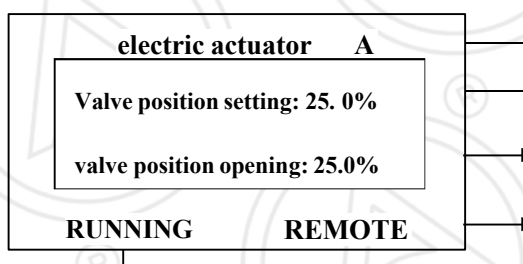 electric actuator A
Valve position setting: 25. 0%
valve position opening: 25.0%
RUNNING REMOTE